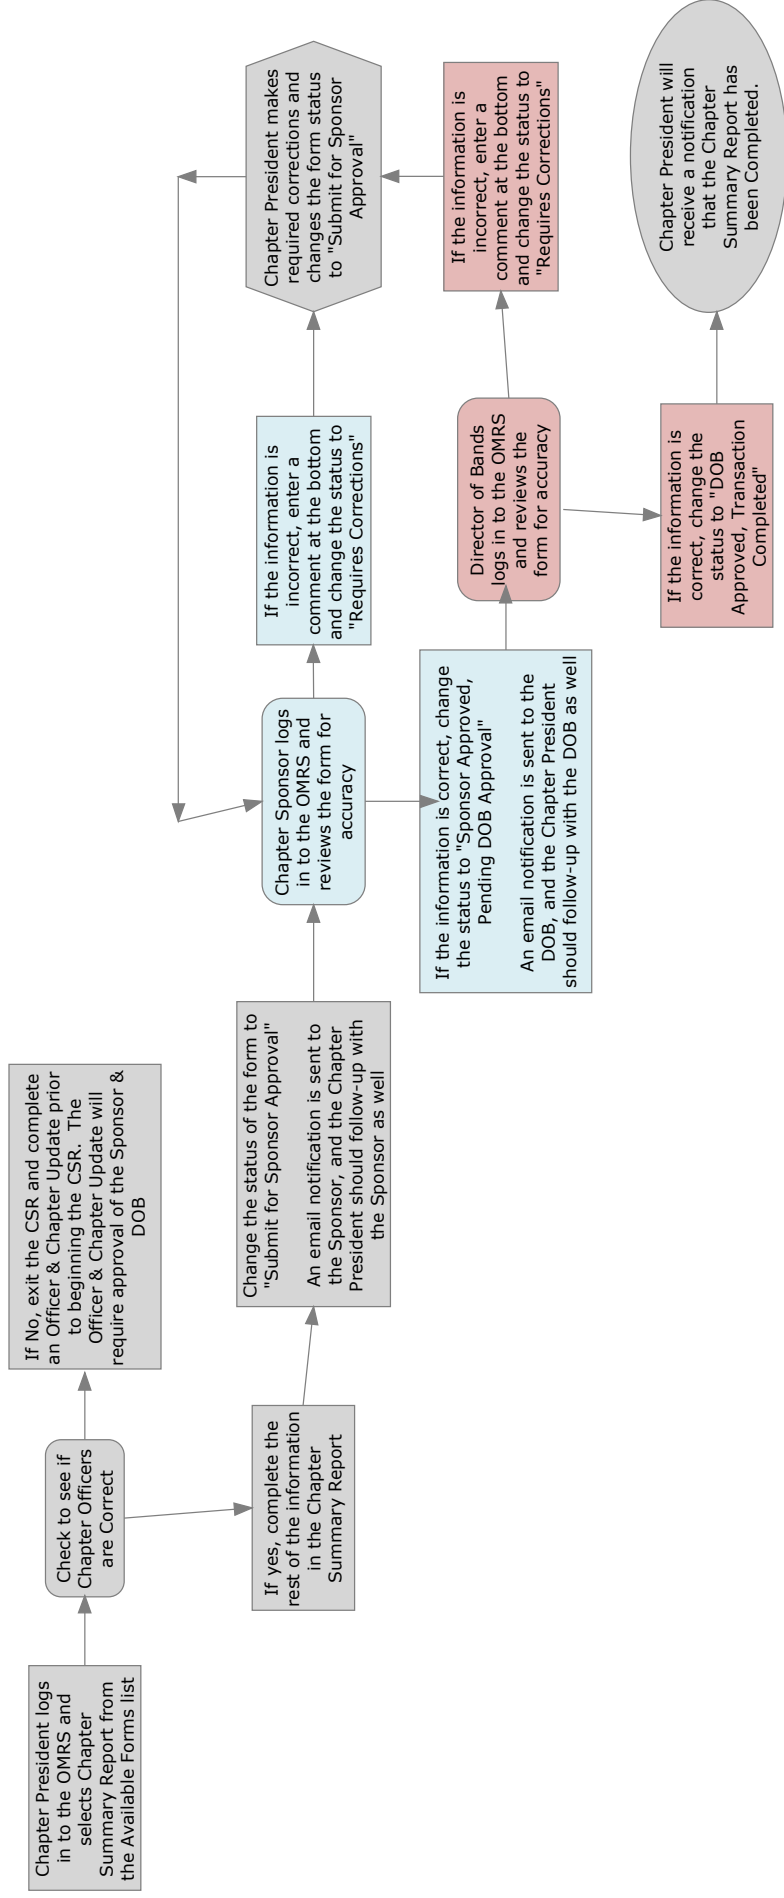 Chapter President logs
in to the OMRS and
selects Chapter
Summary Report from
the Available Forms list
Check to see if
Chapter Officers
are Correct
If No, exit the CSR and complete
an Officer & Chapter Update prior
to beginning the CSR.  The
Officer & Chapter Update will
require approval of the Sponsor &
DOB
If yes, complete the
rest of the information
in the Chapter
Summary Report
Change the status of the form to
"Submit for Sponsor Approval"
An email notification is sent to
the Sponsor, and the Chapter
President should follow-up with
the Sponsor as well
Chapter Sponsor logs
in to the OMRS and
reviews the form for
accuracy
If the information is
incorrect, enter a
comment at the bottom
and change the status to
"Requires Corrections"
Chapter President makes
required corrections and
changes the form status
to "Submit for Sponsor
Approval"
If the information is correct, change
the status to "Sponsor Approved,
Pending DOB Approval"
An email notification is sent to the
DOB, and the Chapter President
should follow-up with the DOB as well
Director of Bands
logs in to the OMRS
and reviews the
form for accuracy
If the information is
incorrect, enter a
comment at the bottom
and change the status to
"Requires Corrections"
If the information is
correct, change the
status to "DOB
Approved, Transaction
Completed"
Chapter President will
receive a notification
that the Chapter
Summary Report has
been Completed.